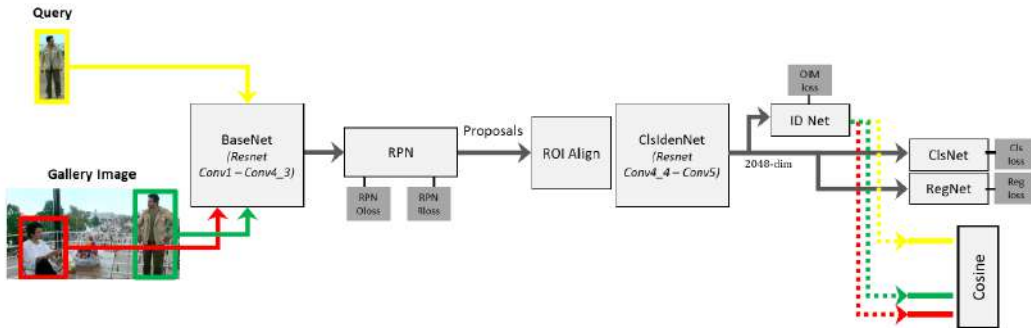 Query
Gallery Image
BaseNet
(Resnet
Conv1 – Conv4_3)
RPN
RPN
Oloss
RPN
Rloss
Proposals
ROI Align
ClsIdenNet
(Resnet
Conv4_4 – Conv5)
2048-dim
OIM
loss
ID Net
ClsNet
Cls
loss
RegNet
Reg
loss
Cosine